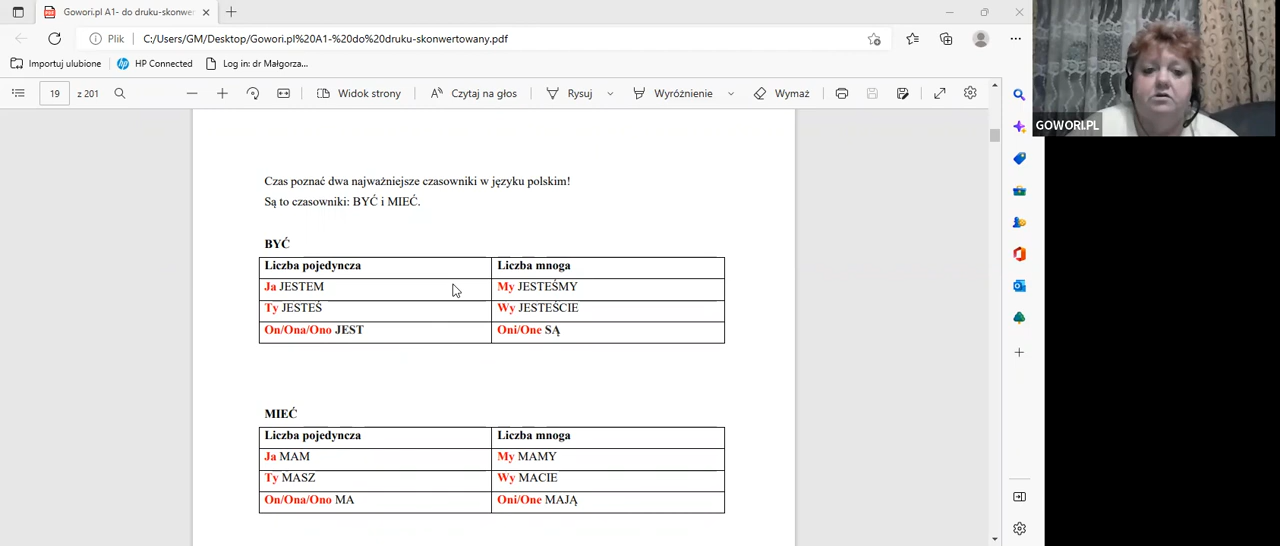 Gowori.pl A1- do druku-skonwer
Plik
C:/Users/GM/Desktop/Gowori.pl%20A1-%20do%20druku-skonwertowany.pdf
Importuj ulubione
HP Connected
Log in: dr Małgorza...
19 z 201
Widok strony
Czytaj na głos
Rysuj
Wyróżnienie
Wymaż
GOWORI.PL
Czas poznać dwa najważniejsze czasowniki w języku polskim!
Są to czasowniki: BYĆ i MIEĆ.
BYĆ
Liczba pojedyncza Liczba mnoga
Ja JESTEM My JESTEŚMY
Ty JESTEŚ Wy JESTEŚCIE
On/Ona/Ono JEST Oni/One SĄ
MIEĆ
Liczba pojedyncza Liczba mnoga
Ja MAM My MAMY
Ty MASZ Wy MACIE
On/Ona/Ono MA Oni/One MAJĄ